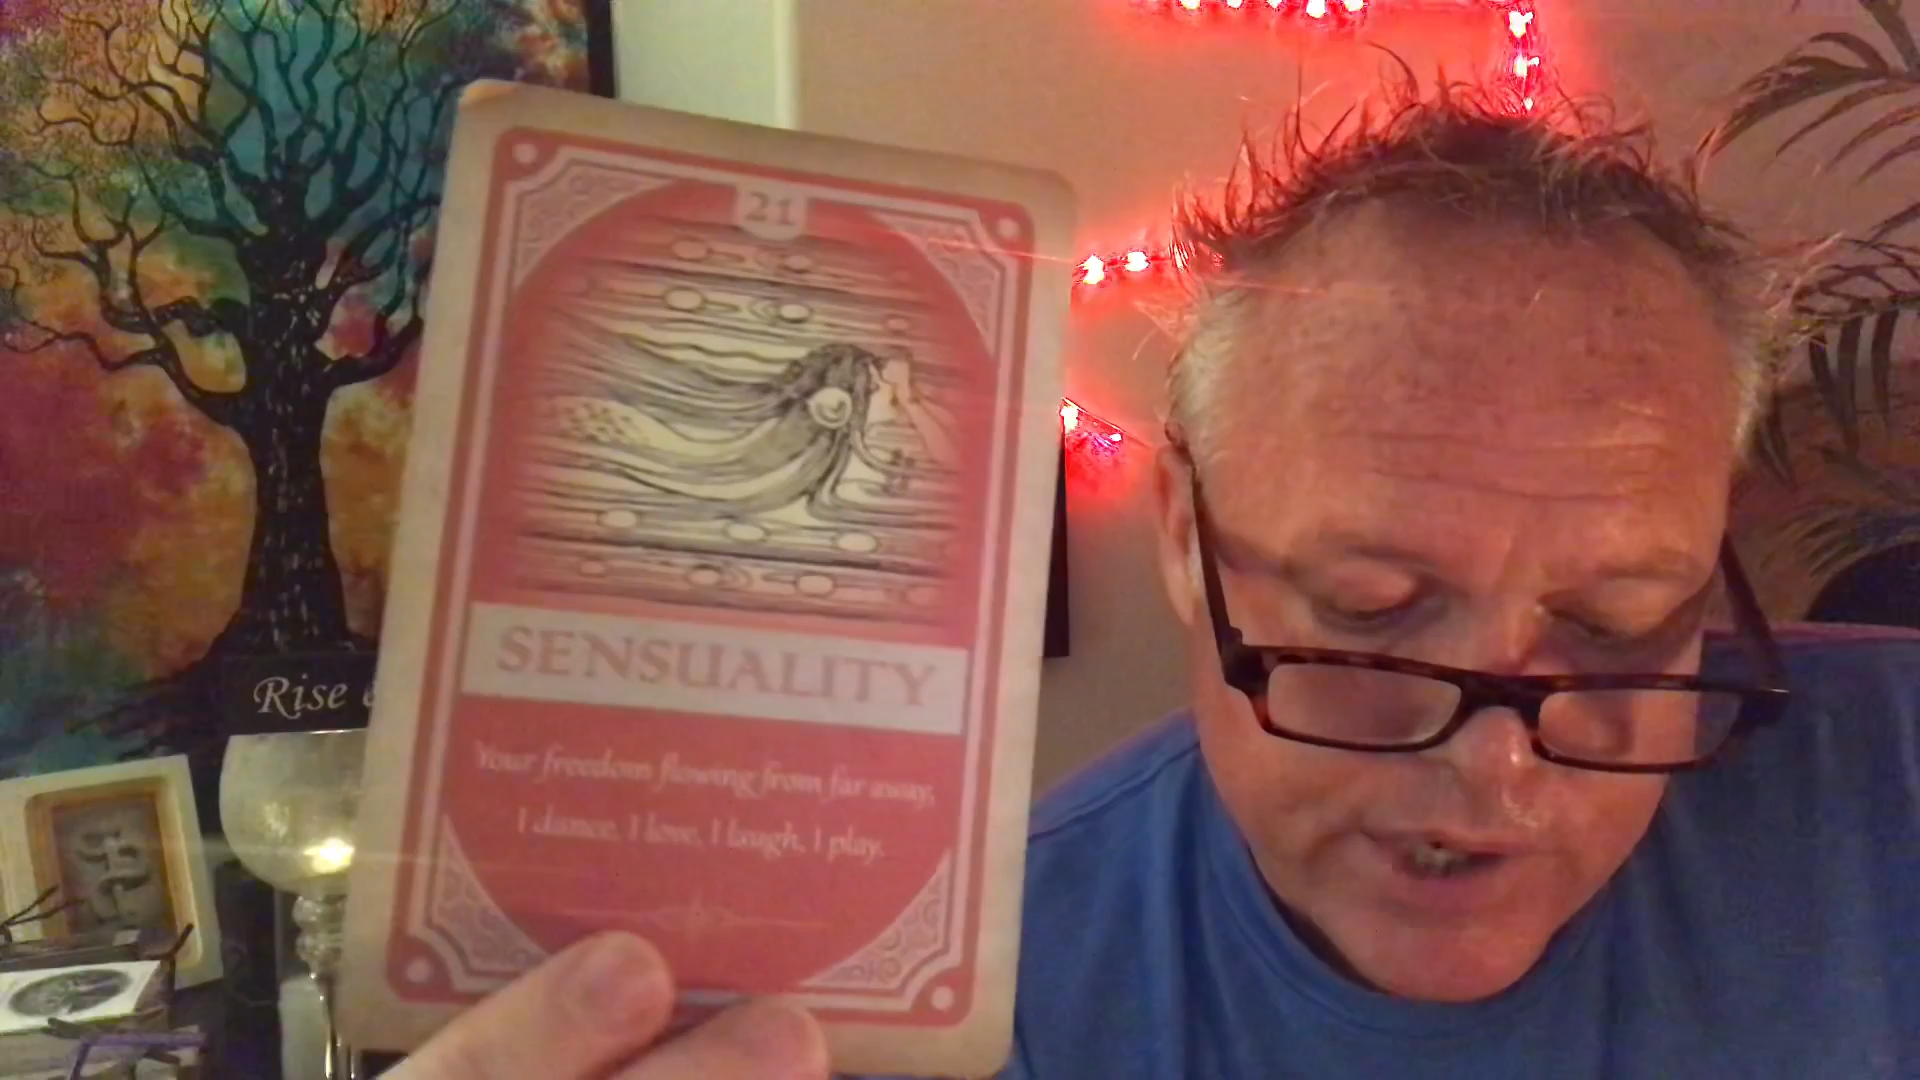 21
SENSUALITY
Your freedom flowing from far away,
I dance, I love, I laugh, I play.
Rise